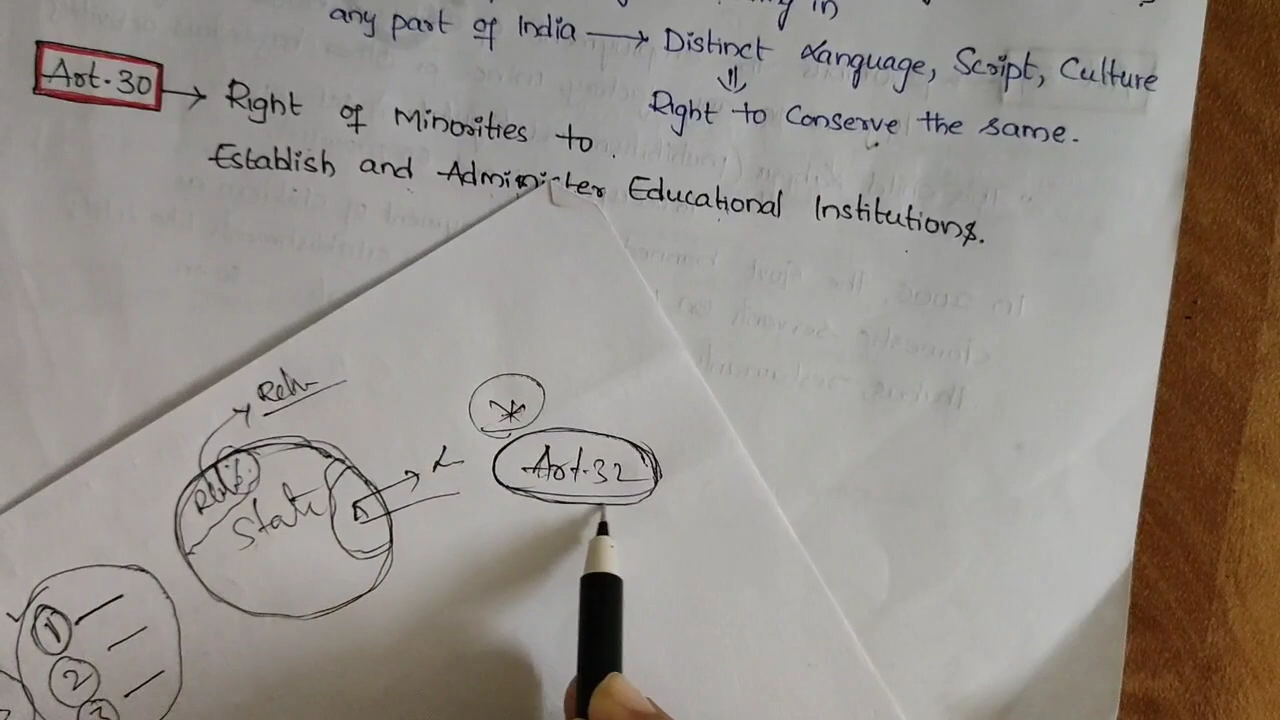 any part of India → Distinct Language, Script, Culture
⇓
Right to Conserve the same.
Art.30 → Right of Minorities to
Establish and Administer Educational Institutions.
*
Art.32
State
L
1
2
3